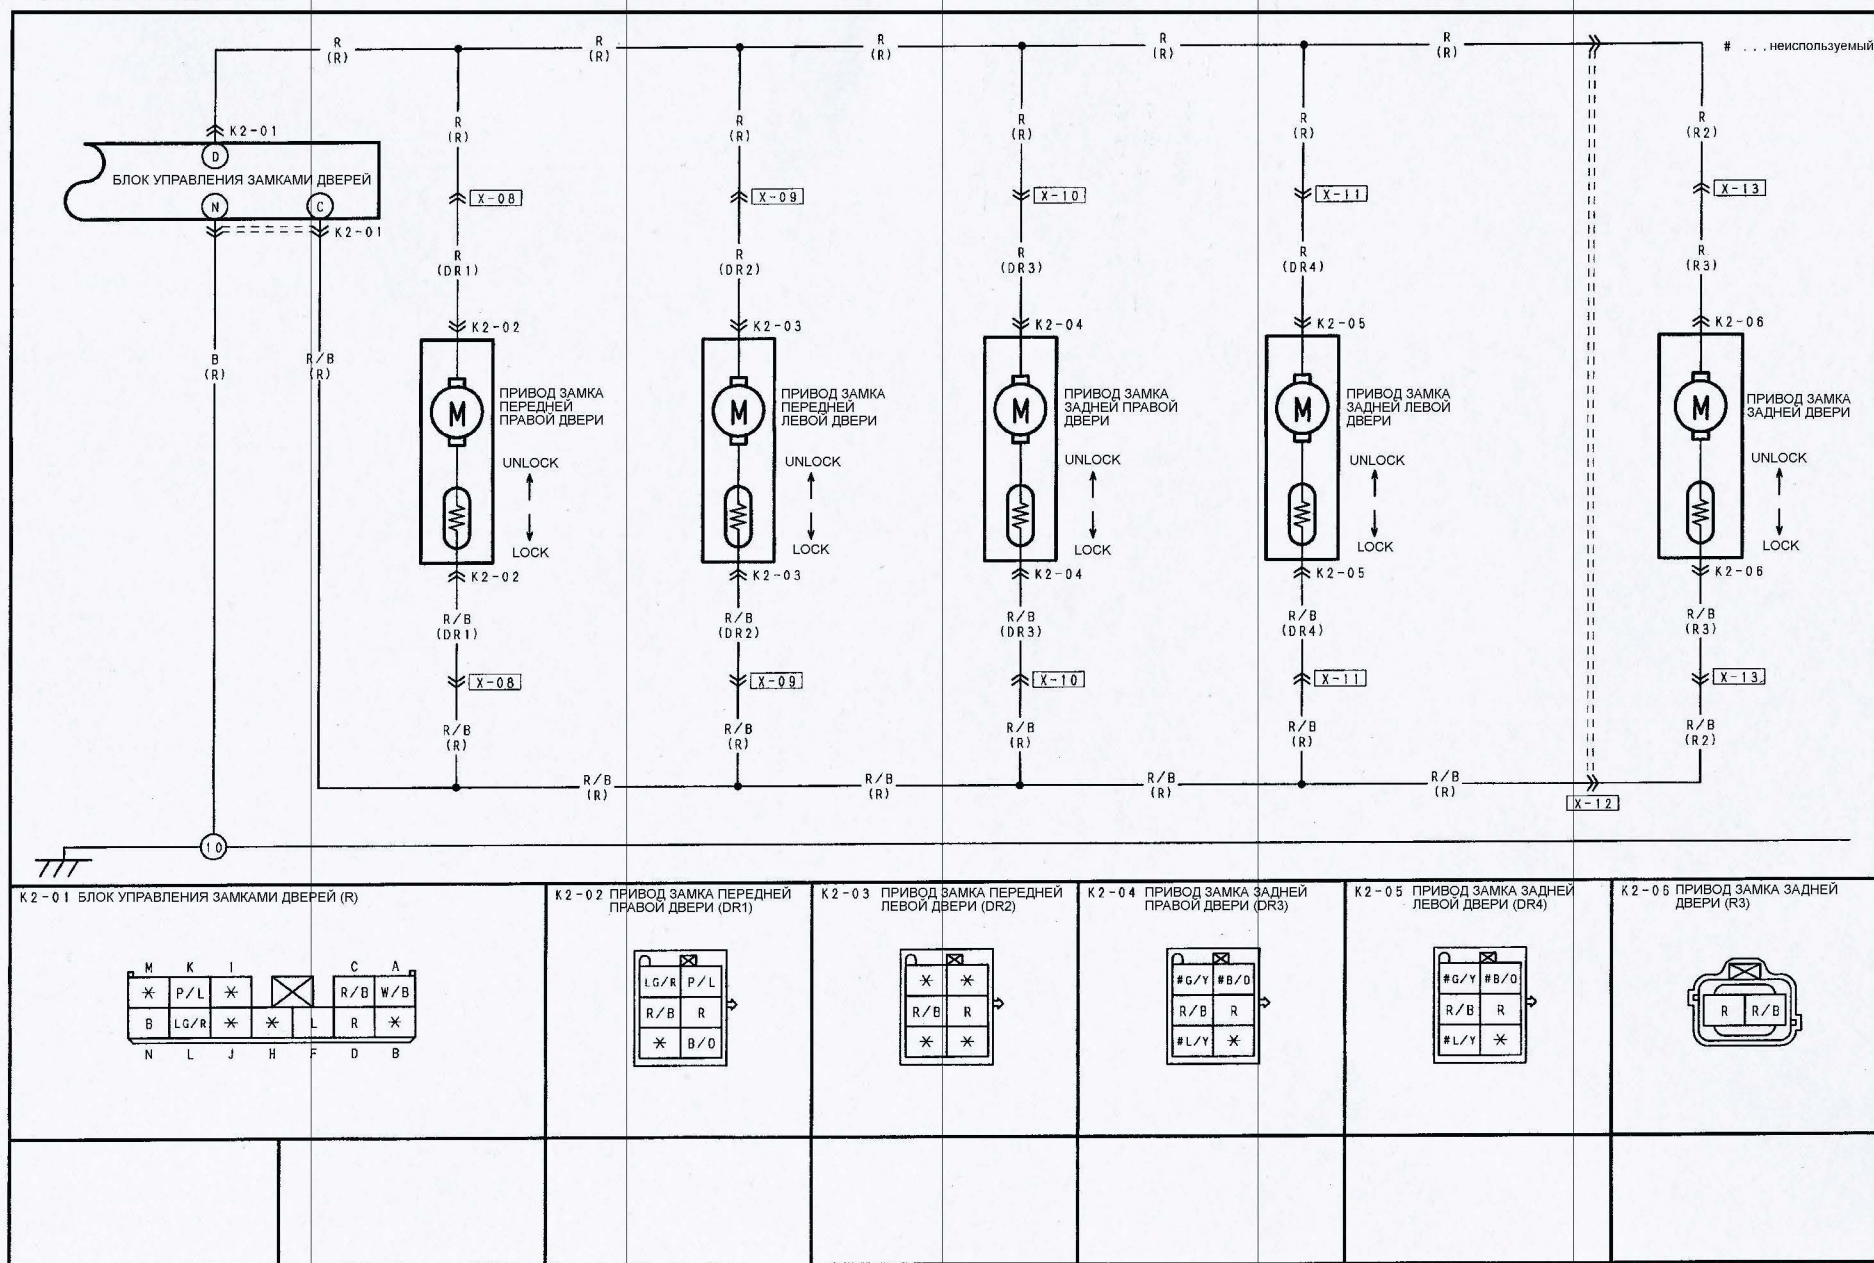 R R R R R
(R) (R) (R) (R) (R)
# ...неиспользуемый
K2-01
D
БЛОК УПРАВЛЕНИЯ ЗАМКАМИ ДВЕРЕЙ
N C
K2-01
R R R R R
(R) (R) (R) (R) (R2)
X-08 X-09 X-10 X-11 X-13
R R R R R
(DR1) (DR2) (DR3) (DR4) (R3)
K2-02 K2-03 K2-04 K2-05 K2-06
B R/B
(R) (R)
M
ПРИВОД ЗАМКА
ПЕРЕДНЕЙ
ПРАВОЙ ДВЕРИ
UNLOCK
LOCK
M
ПРИВОД ЗАМКА
ПЕРЕДНЕЙ
ЛЕВОЙ ДВЕРИ
UNLOCK
LOCK
M
ПРИВОД ЗАМКА
ЗАДНЕЙ ПРАВОЙ
ДВЕРИ
UNLOCK
LOCK
M
ПРИВОД ЗАМКА
ЗАДНЕЙ ЛЕВОЙ
ДВЕРИ
UNLOCK
LOCK
M
ПРИВОД ЗАМКА
ЗАДНЕЙ ДВЕРИ
UNLOCK
LOCK
K2-02 K2-03 K2-04 K2-05 K2-06
R/B R/B R/B R/B R/B
(DR1) (DR2) (DR3) (DR4) (R3)
X-08 X-09 X-10 X-11 X-13
R/B R/B R/B R/B R/B
(R) (R) (R) (R) (R2)
R/B R/B R/B R/B
(R) (R) (R) (R)
X-12
10
K2-01 БЛОК УПРАВЛЕНИЯ ЗАМКАМИ ДВЕРЕЙ (R)
M K I C A
* P/L * R/B W/B
B LG/R * * L R *
N L J H F D B
K2-02 ПРИВОД ЗАМКА ПЕРЕДНЕЙ
ПРАВОЙ ДВЕРИ (DR1)
LG/R P/L
R/B R
* B/O
K2-03 ПРИВОД ЗАМКА ПЕРЕДНЕЙ
ЛЕВОЙ ДВЕРИ (DR2)
* *
R/B R
* *
K2-04 ПРИВОД ЗАМКА ЗАДНЕЙ
ПРАВОЙ ДВЕРИ (DR3)
#G/Y #B/O
R/B R
#L/Y *
K2-05 ПРИВОД ЗАМКА ЗАДНЕЙ
ЛЕВОЙ ДВЕРИ (DR4)
#G/Y #B/O
R/B R
#L/Y *
K2-06 ПРИВОД ЗАМКА ЗАДНЕЙ
ДВЕРИ (R3)
R R/B